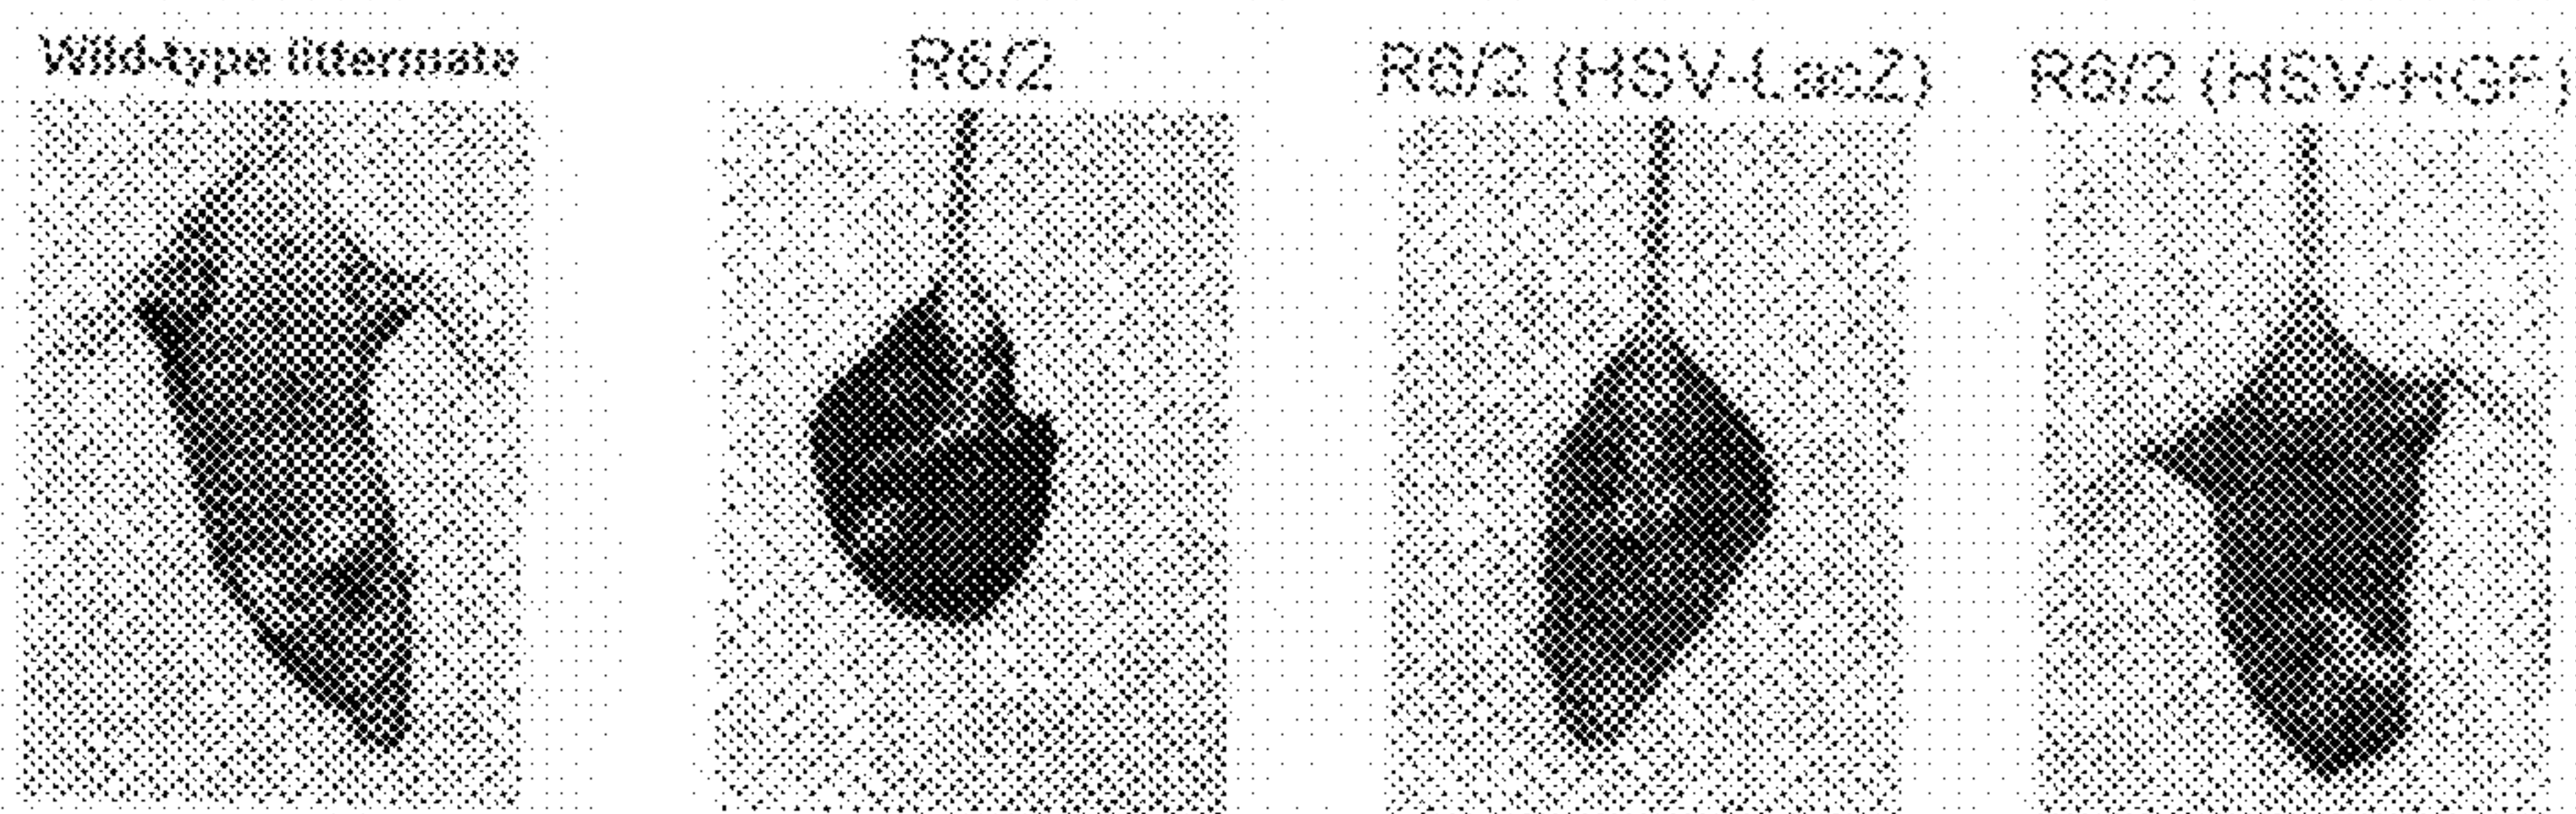 Wild-type littermate
R6/2
R6/2 (HSV-LacZ)
R6/2 (HSV-HGF)